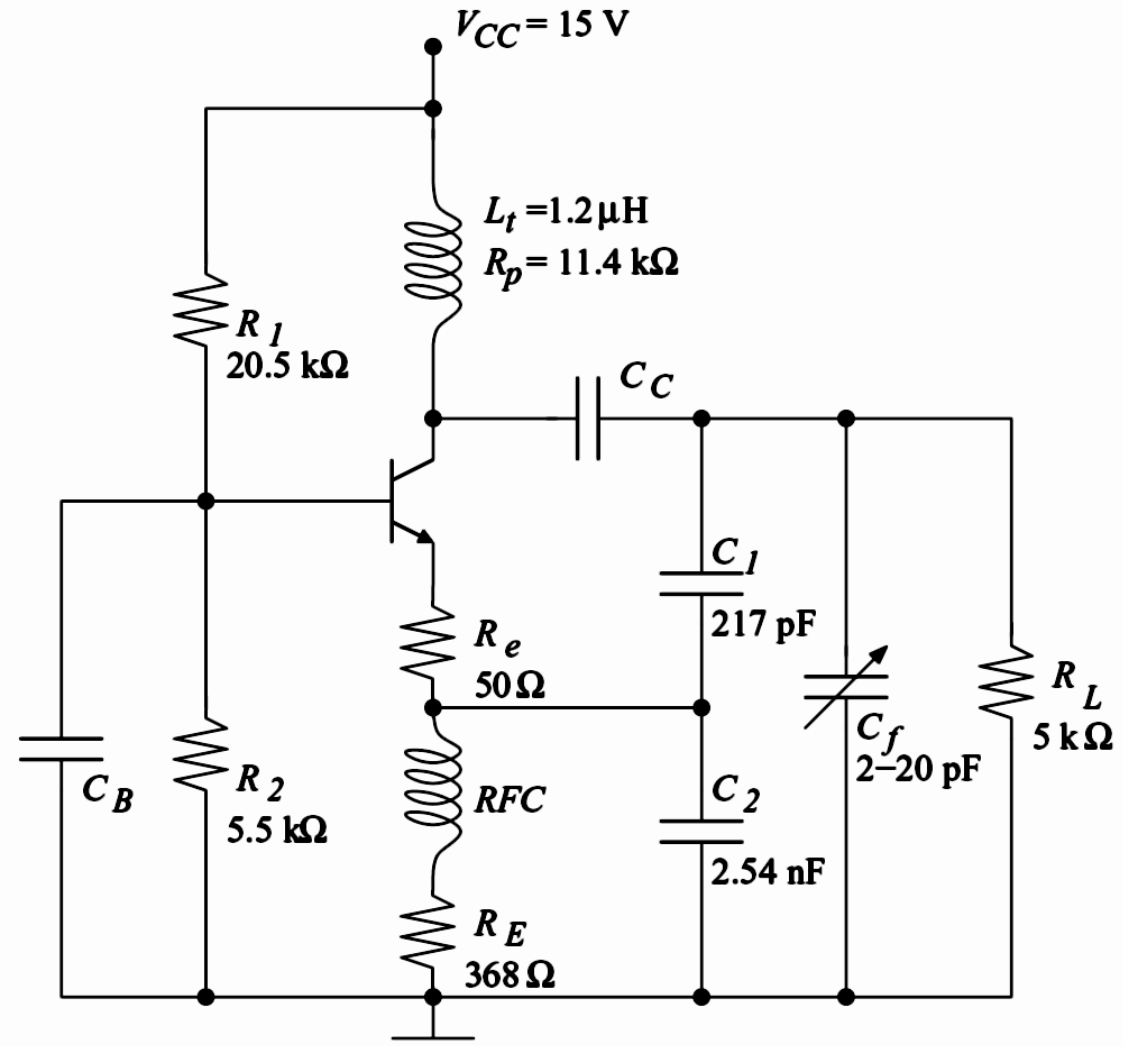 VCC = 15 V
Lt =1.2 μH
Rp = 11.4 kΩ
R1
20.5 kΩ
CC
C1
217 pF
Re
50 Ω
RL
5 kΩ
Cf
2–20 pF
CB
R2
5.5 kΩ
RFC
C2
2.54 nF
RE
368 Ω